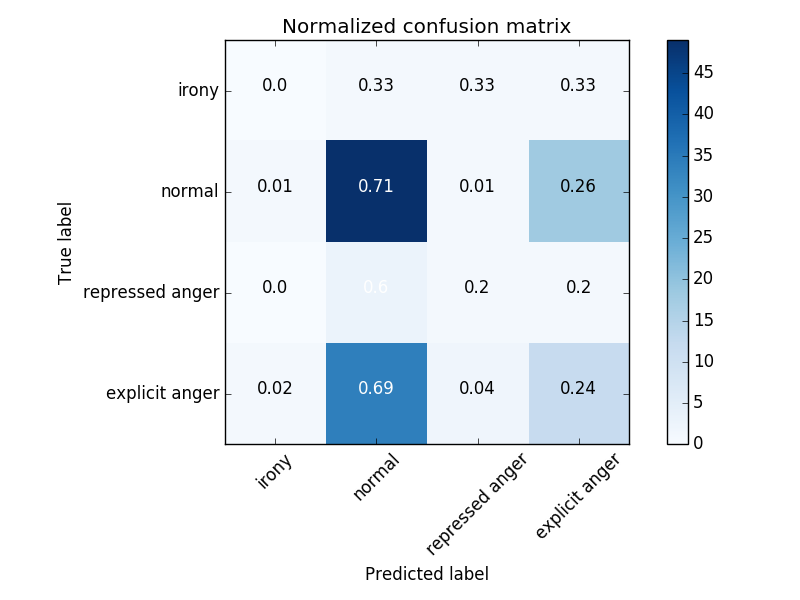 Normalized confusion matrix
True label
irony 0.0 0.33 0.33 0.33
normal 0.01 0.71 0.01 0.26
repressed anger 0.0 0.6 0.2 0.2
explicit anger 0.02 0.69 0.04 0.24
irony normal repressed anger explicit anger
Predicted label
45
40
35
30
25
20
15
10
5
0